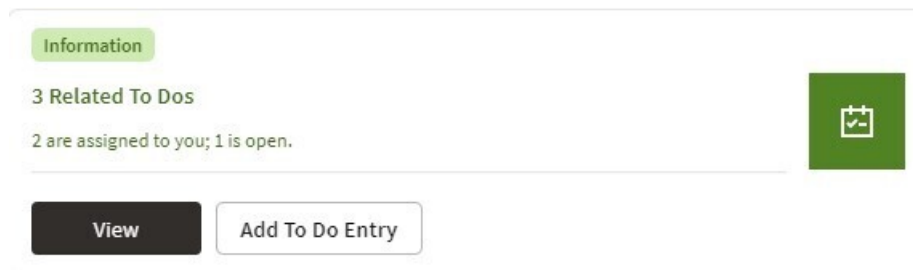 Information
3 Related To Dos
2 are assigned to you; 1 is open.
View
Add To Do Entry